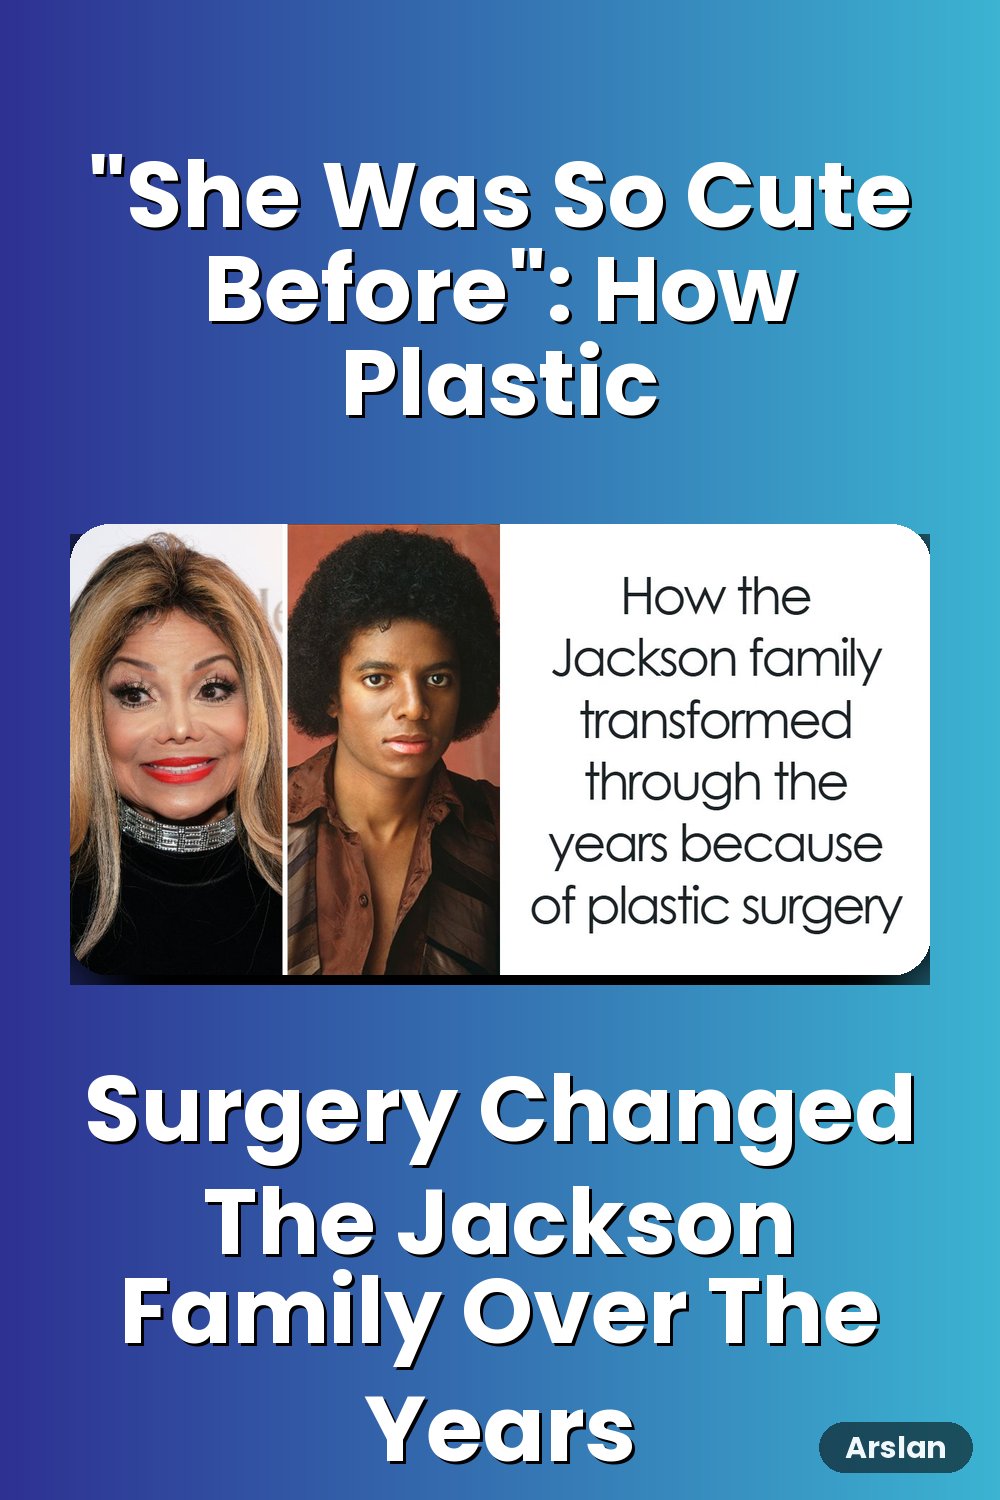 "She Was So Cute
Before": How
Plastic
How the
Jackson family
transformed
through the
years because
of plastic surgery
Surgery Changed
The Jackson
Family Over The
Years
Arslan